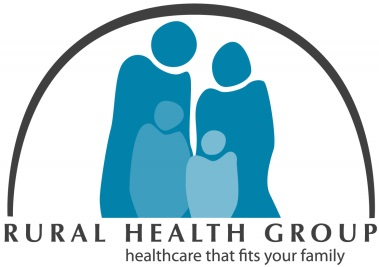 RURAL HEALTH GROUP
healthcare that fits your family